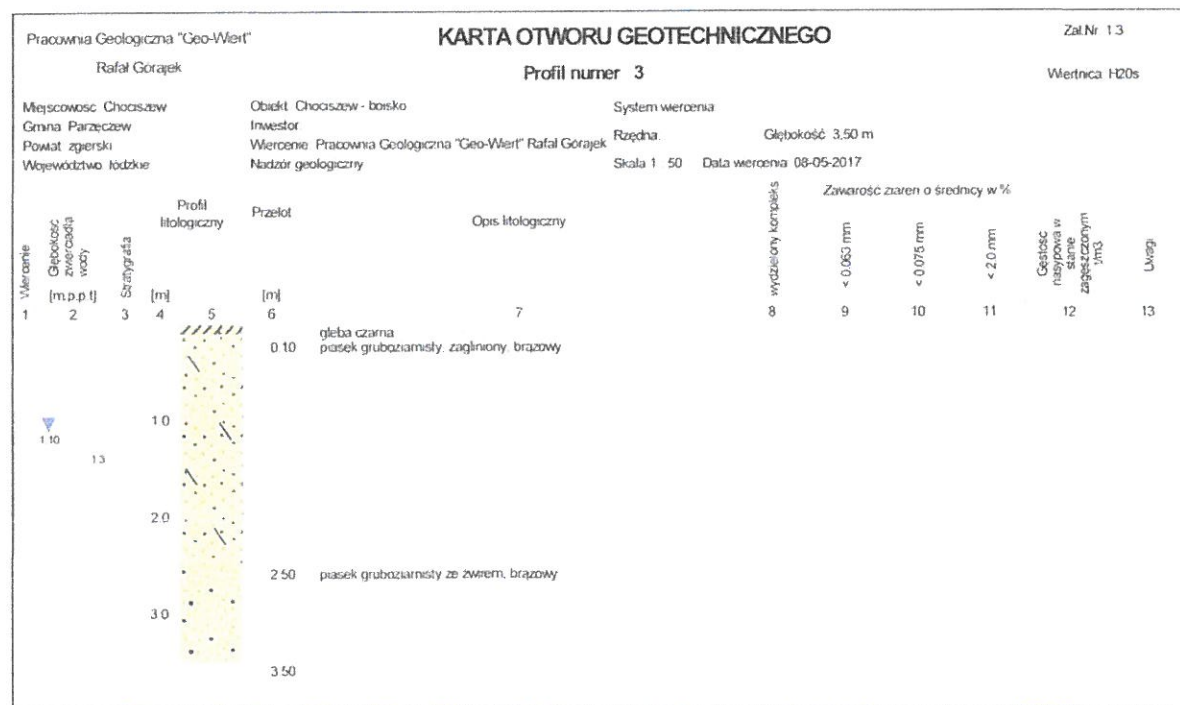 Pracownia Geologiczna "Geo-Wiert"
Rafał Górajek
KARTA OTWORU GEOTECHNICZNEGO
Profil numer 3
Zał.Nr 1.3
Wiertnica H20s
Miejscowość Chociszew
Gmina Parzęczew
Powiat zgierski
Województwo łódzkie
Obiekt Chociszew - boisko
Inwestor
Wiercenie Pracownia Geologiczna "Geo-Wiert" Rafał Górajek
Nadzór geologiczny
System wiercenia
Rzędna. Głębokość 3,50 m
Skala 1 : 50 Data wiercenia 08-05-2017
Wiercenie
Głębokość zwierciadła wody
[m.p.p.t]
Stratygrafia
Profil litologiczny
[m]
Przelot
[m]
Opis litologiczny
wydzielony kompleks
Zawarość ziaren o średnicy w %
< 0.063 mm
< 0.075 mm
< 2.0 mm
Gęstość nasypowa w stanie zagęszczonym t/m3
Uwagi
1 2 3 4 5 6 7 8 9 10 11 12 13
gleba czarna
0.10 piasek gruboziarnisty, zagliniony, brązowy
1.0
1.10
1.3
2.0
2.50 piasek gruboziarnisty ze żwirem, brązowy
3.0
3.50